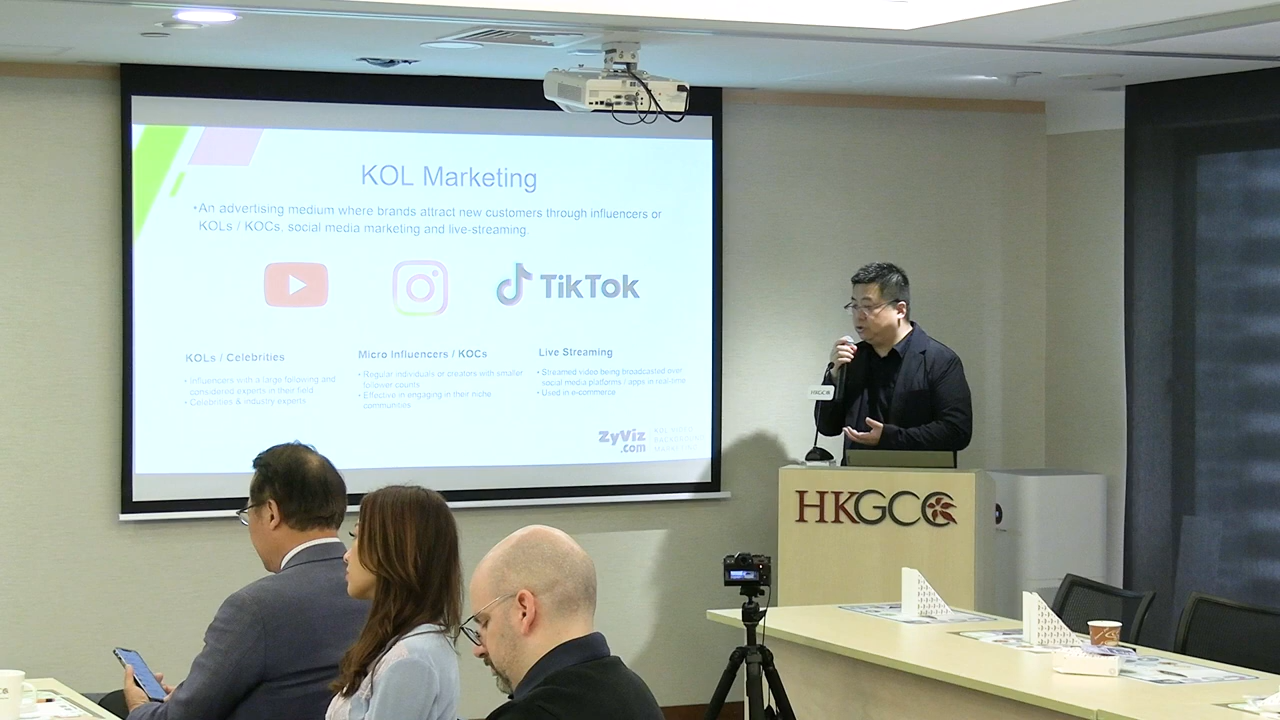 KOL Marketing
•An advertising medium where brands attract new customers through influencers or
KOLs / KOCs, social media marketing and live-streaming.
TikTok
KOLs / Celebrities
• Influencers with a large following and
considered experts in their field
• Celebrities & industry experts
Micro Influencers / KOCs
• Regular individuals or creators with smaller
follower counts
• Effective in engaging in their niche
communities
Live Streaming
• Streamed video being broadcasted over
social media platforms / apps in real-time
• Used in e-commerce
ZyViz
.com
HKGCC
HKGCC